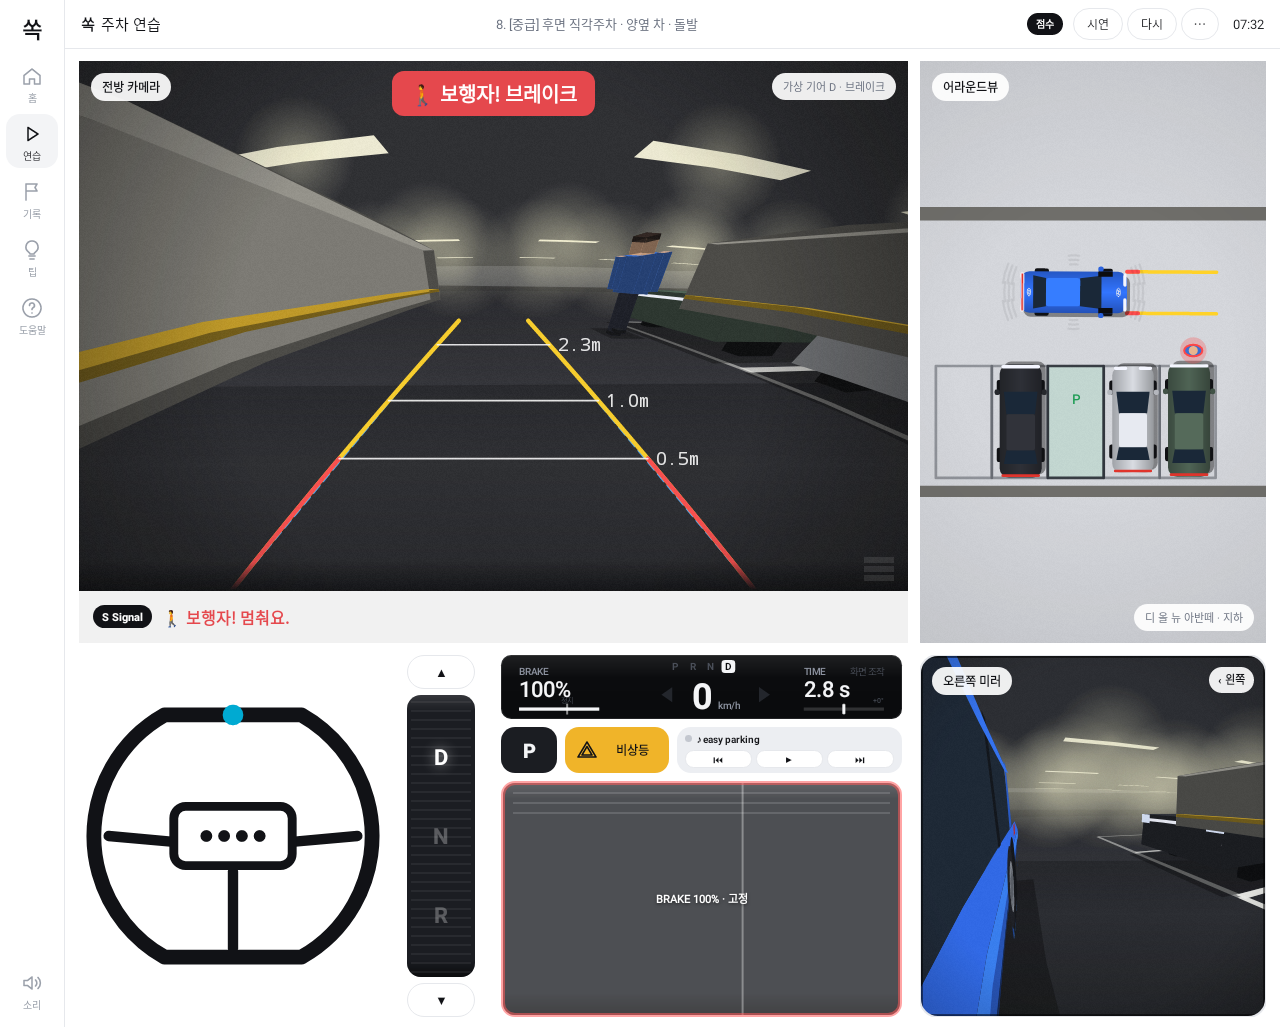 쏙
쏙 주차 연습
8. [중급] 후면 직각주차 · 양옆 차 · 돌발
점수
시연
다시
···
07:32
홈
연습
기록
팁
도움말
소리
전방 카메라
🚶 보행자! 브레이크
가상 기어 D · 브레이크
2.3m
1.0m
0.5m
S Signal
🚶 보행자! 멈춰요.
어라운드뷰
P
디 올 뉴 아반떼 · 지하
▲
D
N
R
▼
BRAKE
100%
P R N D
0 km/h
TIME
화면 조작
2.8 s
+0°
P
비상등
♪ easy parking
BRAKE 100% · 고정
오른쪽 미러
‹ 왼쪽